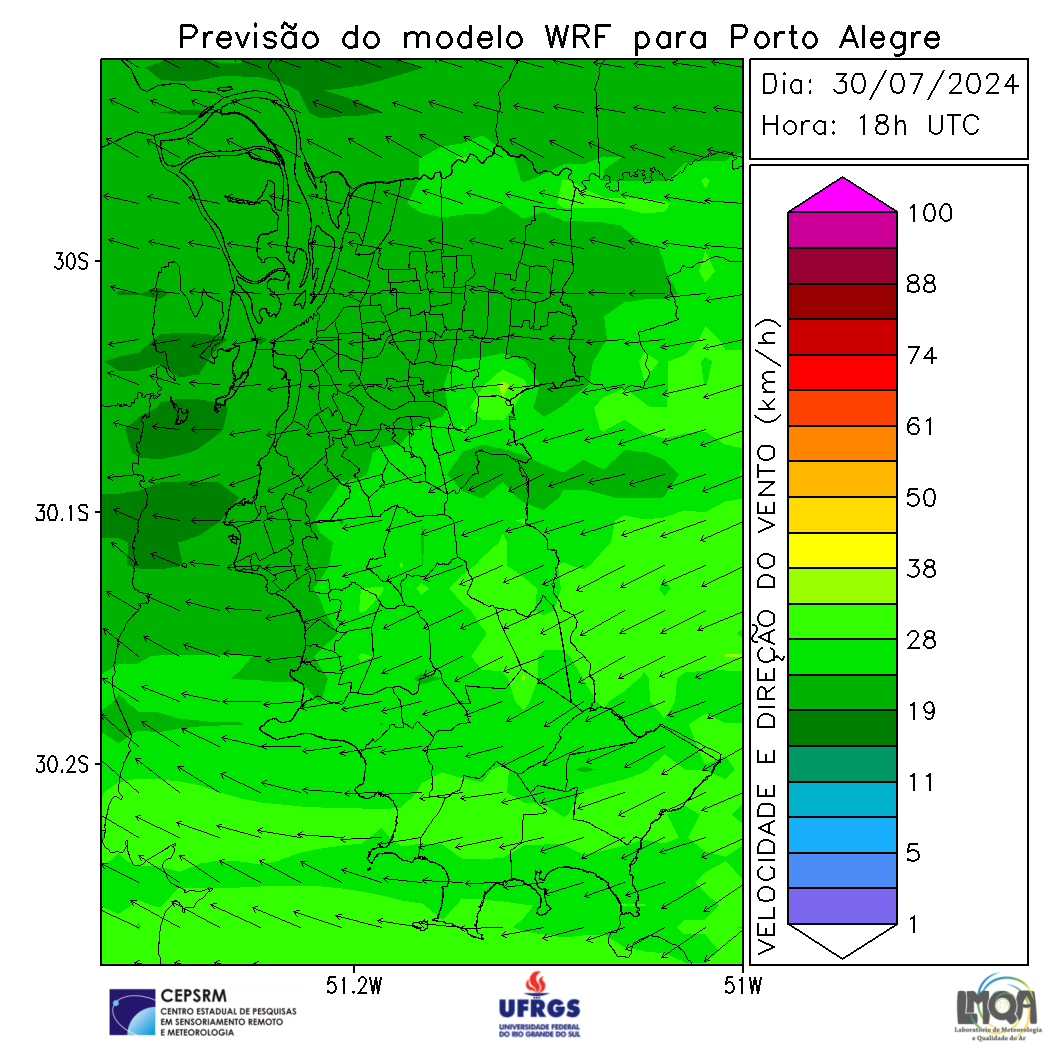 Previsão do modelo WRF para Porto Alegre
Dia: 30/07/2024
Hora: 18h UTC
30S
30.1S
30.2S
51.2W
51W
VELOCIDADE E DIREÇÃO DO VENTO (km/h)
100
88
74
61
50
38
28
19
11
5
1
CEPSRM
CENTRO ESTADUAL DE PESQUISAS
EM SENSORIAMENTO REMOTO
E METEOROLOGIA
UFRGS
UNIVERSIDADE FEDERAL
DO RIO GRANDE DO SUL
LMQA
Laboratório de Meteorologia
e Qualidade do Ar